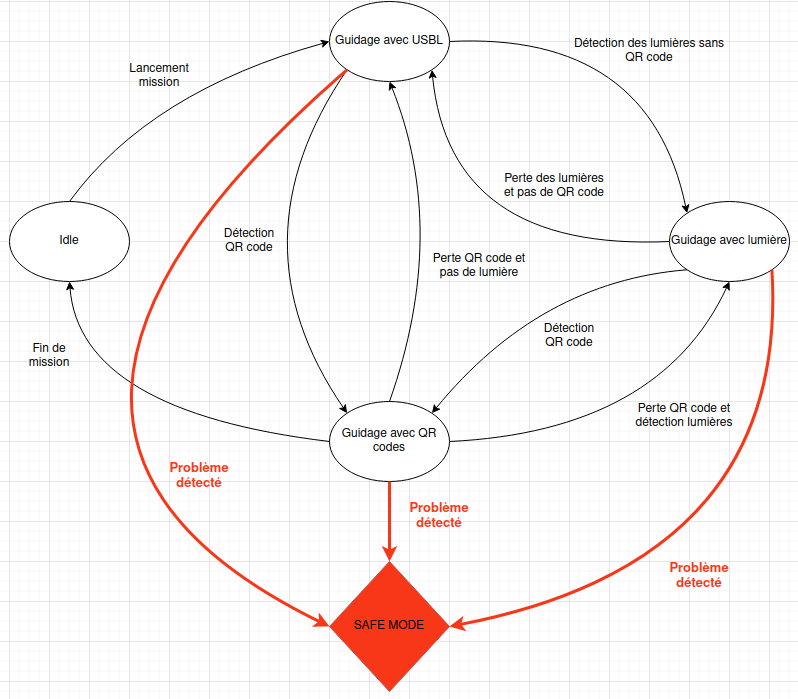 Guidage avec USBL
Détection des lumières sans
QR code
Lancement
mission
Perte des lumières
et pas de QR code
Détection
QR code
Idle
Guidage avec lumière
Perte QR code et
pas de lumière
Détection
QR code
Fin de
mission
Perte QR code et
détection lumières
Guidage avec QR
codes
Problème
détecté
Problème
détecté
Problème
détecté
SAFE MODE